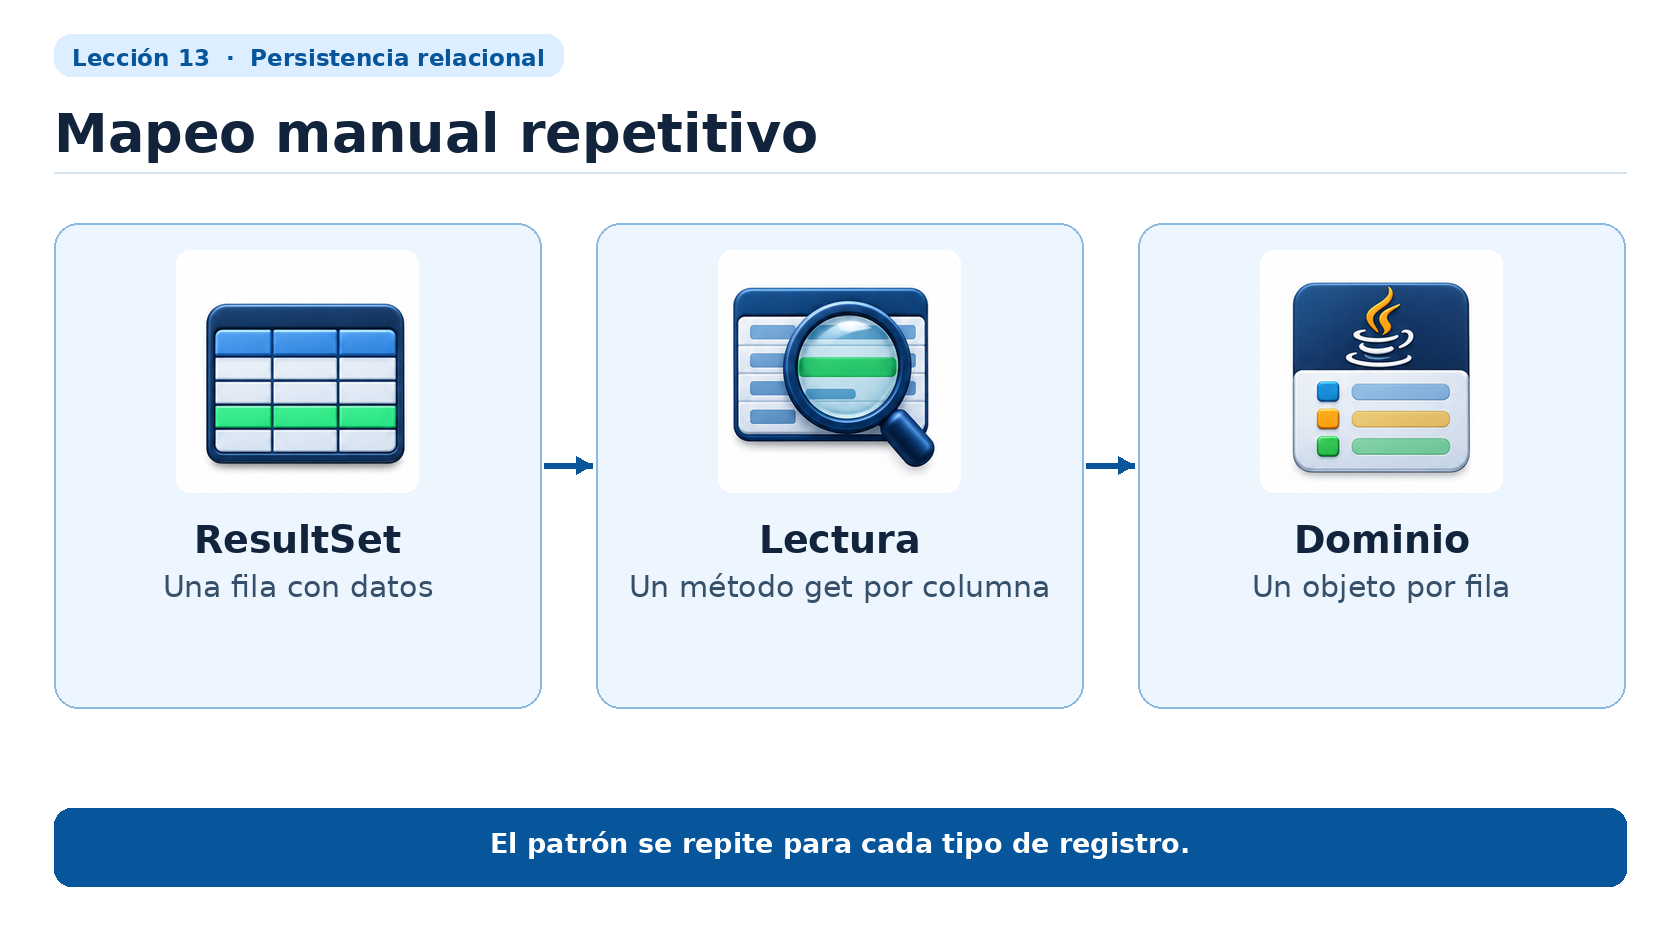 Lección 13 · Persistencia relacional
Mapeo manual repetitivo
ResultSet
Una fila con datos
Lectura
Un método get por columna
Dominio
Un objeto por fila
El patrón se repite para cada tipo de registro.